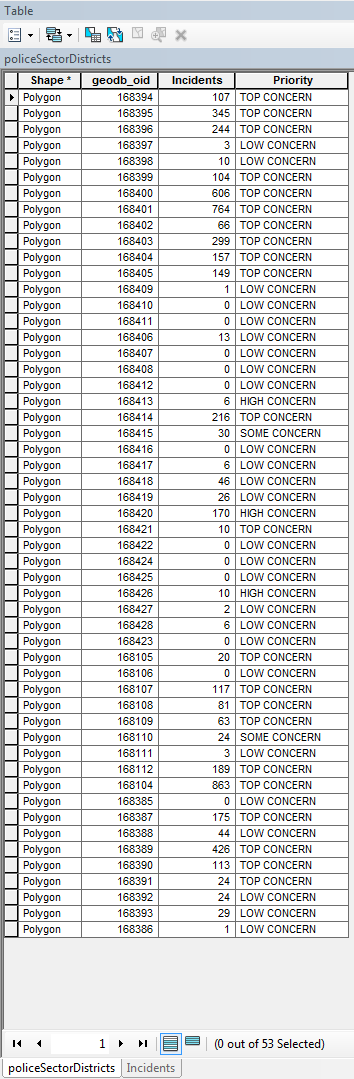 Table
policeSectorDistricts
Shape * geodb_oid Incidents Priority
Polygon 168394 107 TOP CONCERN
Polygon 168395 345 TOP CONCERN
Polygon 168396 244 TOP CONCERN
Polygon 168397 3 LOW CONCERN
Polygon 168398 10 LOW CONCERN
Polygon 168399 104 TOP CONCERN
Polygon 168400 606 TOP CONCERN
Polygon 168401 764 TOP CONCERN
Polygon 168402 66 TOP CONCERN
Polygon 168403 299 TOP CONCERN
Polygon 168404 157 TOP CONCERN
Polygon 168405 149 TOP CONCERN
Polygon 168409 1 LOW CONCERN
Polygon 168410 0 LOW CONCERN
Polygon 168411 0 LOW CONCERN
Polygon 168406 13 LOW CONCERN
Polygon 168407 0 LOW CONCERN
Polygon 168408 0 LOW CONCERN
Polygon 168412 0 LOW CONCERN
Polygon 168413 6 HIGH CONCERN
Polygon 168414 216 TOP CONCERN
Polygon 168415 30 SOME CONCERN
Polygon 168416 0 LOW CONCERN
Polygon 168417 6 LOW CONCERN
Polygon 168418 46 LOW CONCERN
Polygon 168419 26 LOW CONCERN
Polygon 168420 170 HIGH CONCERN
Polygon 168421 10 TOP CONCERN
Polygon 168422 0 LOW CONCERN
Polygon 168424 0 LOW CONCERN
Polygon 168425 0 LOW CONCERN
Polygon 168426 10 HIGH CONCERN
Polygon 168427 2 LOW CONCERN
Polygon 168428 6 LOW CONCERN
Polygon 168423 0 LOW CONCERN
Polygon 168105 20 TOP CONCERN
Polygon 168106 0 LOW CONCERN
Polygon 168107 117 TOP CONCERN
Polygon 168108 81 TOP CONCERN
Polygon 168109 63 TOP CONCERN
Polygon 168110 24 SOME CONCERN
Polygon 168111 3 LOW CONCERN
Polygon 168112 189 TOP CONCERN
Polygon 168104 863 TOP CONCERN
Polygon 168385 0 LOW CONCERN
Polygon 168387 175 TOP CONCERN
Polygon 168388 44 LOW CONCERN
Polygon 168389 426 TOP CONCERN
Polygon 168390 113 TOP CONCERN
Polygon 168391 24 TOP CONCERN
Polygon 168392 24 LOW CONCERN
Polygon 168393 29 LOW CONCERN
Polygon 168386 1 LOW CONCERN
1 (0 out of 53 Selected)
policeSectorDistricts Incidents